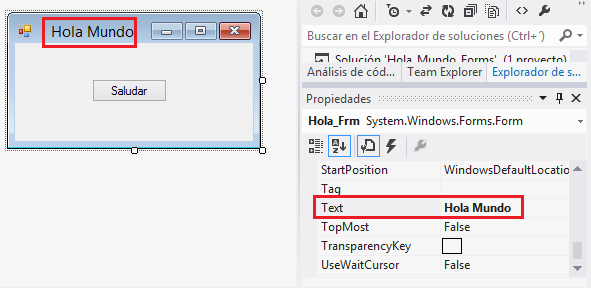 Hola Mundo
Saludar
Buscar en el Explorador de soluciones (Ctrl+´)
Solución 'Hola_Mundo_Forms' (1 proyecto)
Análisis de cód... Team Explorer Explorador de s...
Propiedades
Hola_Frm System.Windows.Forms.Form
StartPosition WindowsDefaultLocatio
Tag
Text Hola Mundo
TopMost False
TransparencyKey
UseWaitCursor False